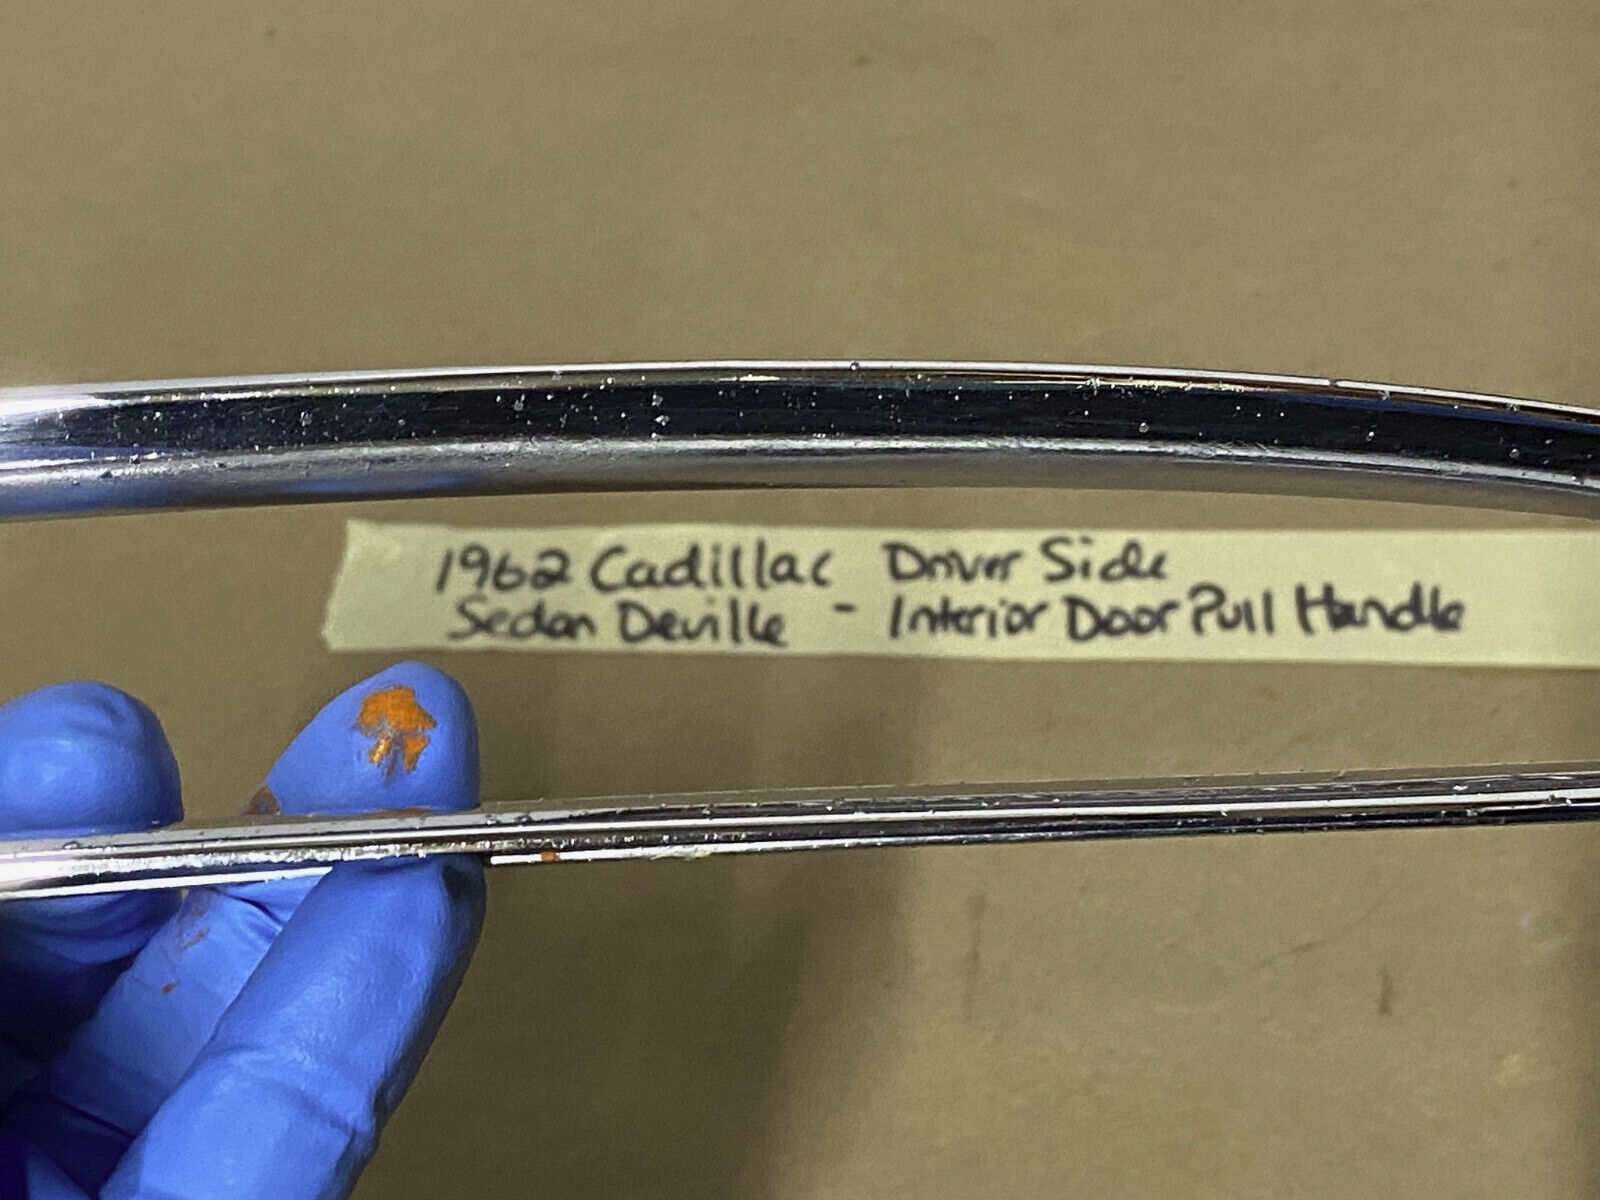 1962 Cadillac Driver Side
Sedan Deville - Interior Door Pull Handle